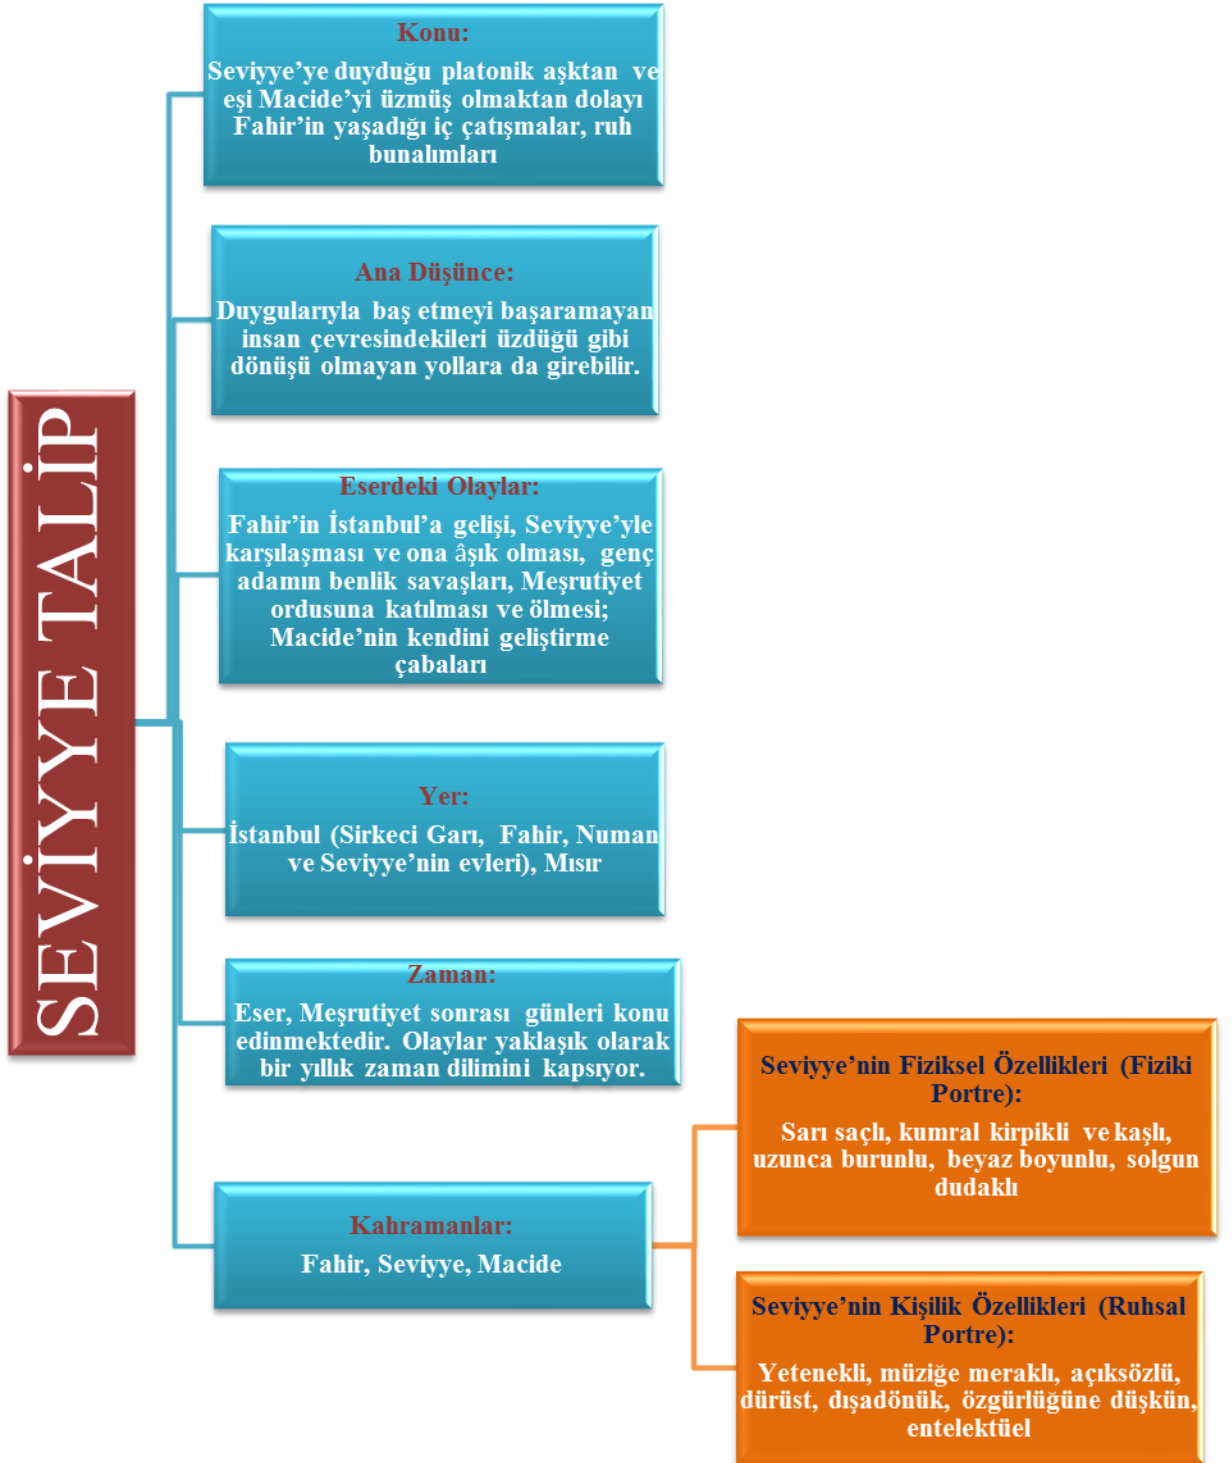 SEVİYYE TALİP
Konu:
Seviyye’ye duyduğu platonik aşktan ve
eşi Macide’yi üzmüş olmaktan dolayı
Fahir’in yaşadığı iç çatışmalar, ruh
bunalımları
Ana Düşünce:
Duygularıyla baş etmeyi başaramayan
insan çevresindekileri üzdüğü gibi
dönüşü olmayan yollara da girebilir.
Eserdeki Olaylar:
Fahir’in İstanbul’a gelişi, Seviyye’yle
karşılaşması ve ona âşık olması, genç
adamın benlik savaşları, Meşrutiyet
ordusuna katılması ve ölmesi;
Macide’nin kendini geliştirme
çabaları
Yer:
İstanbul (Sirkeci Garı, Fahir, Numan
ve Seviyye’nin evleri), Mısır
Zaman:
Eser, Meşrutiyet sonrası günleri konu
edinmektedir. Olaylar yaklaşık olarak
bir yıllık zaman dilimini kapsıyor.
Kahramanlar:
Fahir, Seviyye, Macide
Seviyye’nin Fiziksel Özellikleri (Fiziki
Portre):
Sarı saçlı, kumral kirpikli ve kaşlı,
uzunca burunlu, beyaz boyunlu, solgun
dudaklı
Seviyye’nin Kişilik Özellikleri (Ruhsal
Portre):
Yetenekli, müziğe meraklı, açıksözlü,
dürüst, dışadönük, özgürlüğüne düşkün,
entelektüel